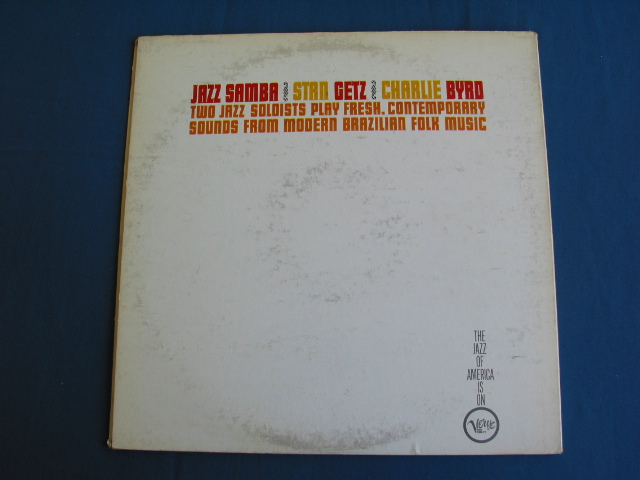 JAZZ SAMBA STAN GETZ CHARLIE BYRD
TWO JAZZ SOLOISTS PLAY FRESH, CONTEMPORARY
SOUNDS FROM MODERN BRAZILIAN FOLK MUSIC
THE
JAZZ
OF
AMERICA
IS
ON
Verve